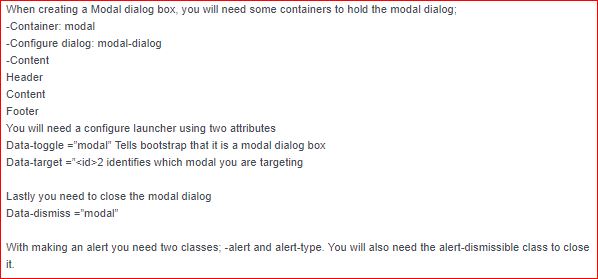 When creating a Modal dialog box, you will need some containers to hold the modal dialog;
-Container: modal
-Configure dialog: modal-dialog
-Content
Header
Content
Footer
You will need a configure launcher using two attributes
Data-toggle =”modal” Tells bootstrap that it is a modal dialog box
Data-target =”<id>2 identifies which modal you are targeting
Lastly you need to close the modal dialog
Data-dismiss =”modal”
With making an alert you need two classes; -alert and alert-type. You will also need the alert-dismissible class to close
it.